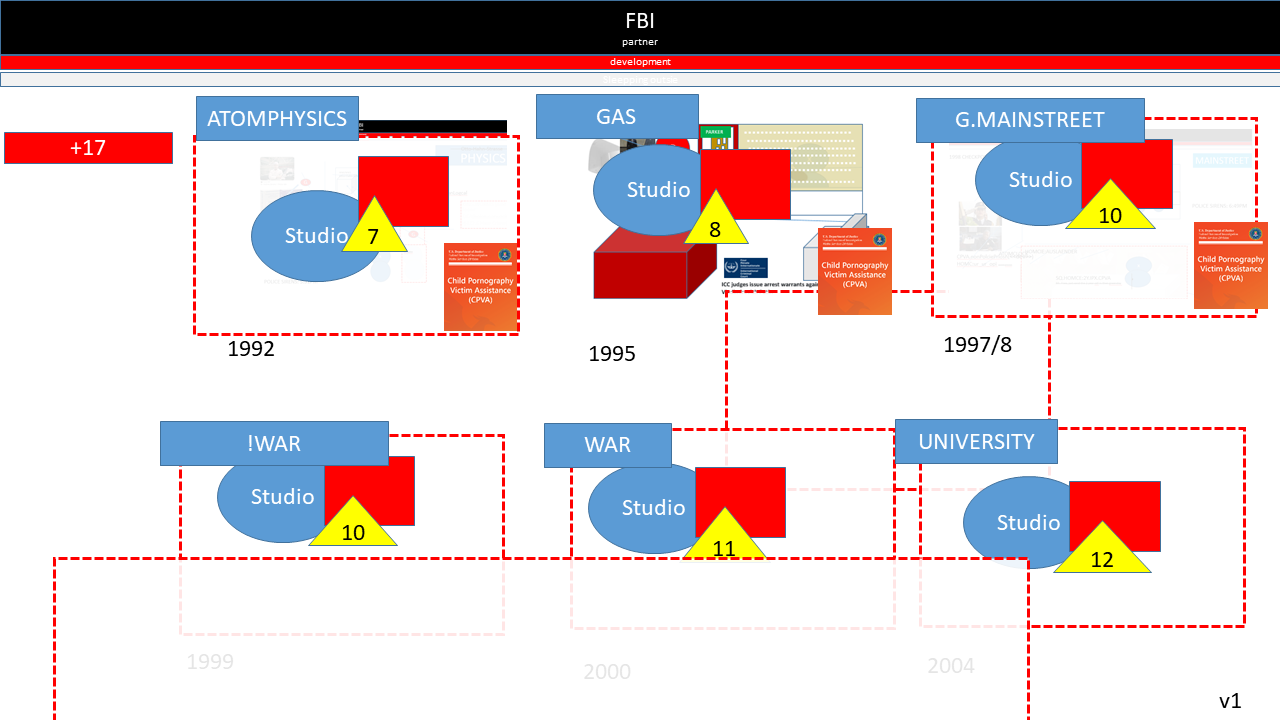 FBI
partner
development
+17
ATOMPHYSICS
GAS
G.MAINSTREET
PARKER
PHYSICS
MAINSTREET
Studio
7
Studio
8
Studio
10
Child Pornography
Victim Assistance
(CPVA)
Child Pornography
Victim Assistance
(CPVA)
Child Pornography
Victim Assistance
(CPVA)
ICC judges issue arrest warrants agai
1992
1995
1997/8
!WAR
WAR
UNIVERSITY
Studio
10
Studio
11
Studio
12
1999
2000
2004
v1